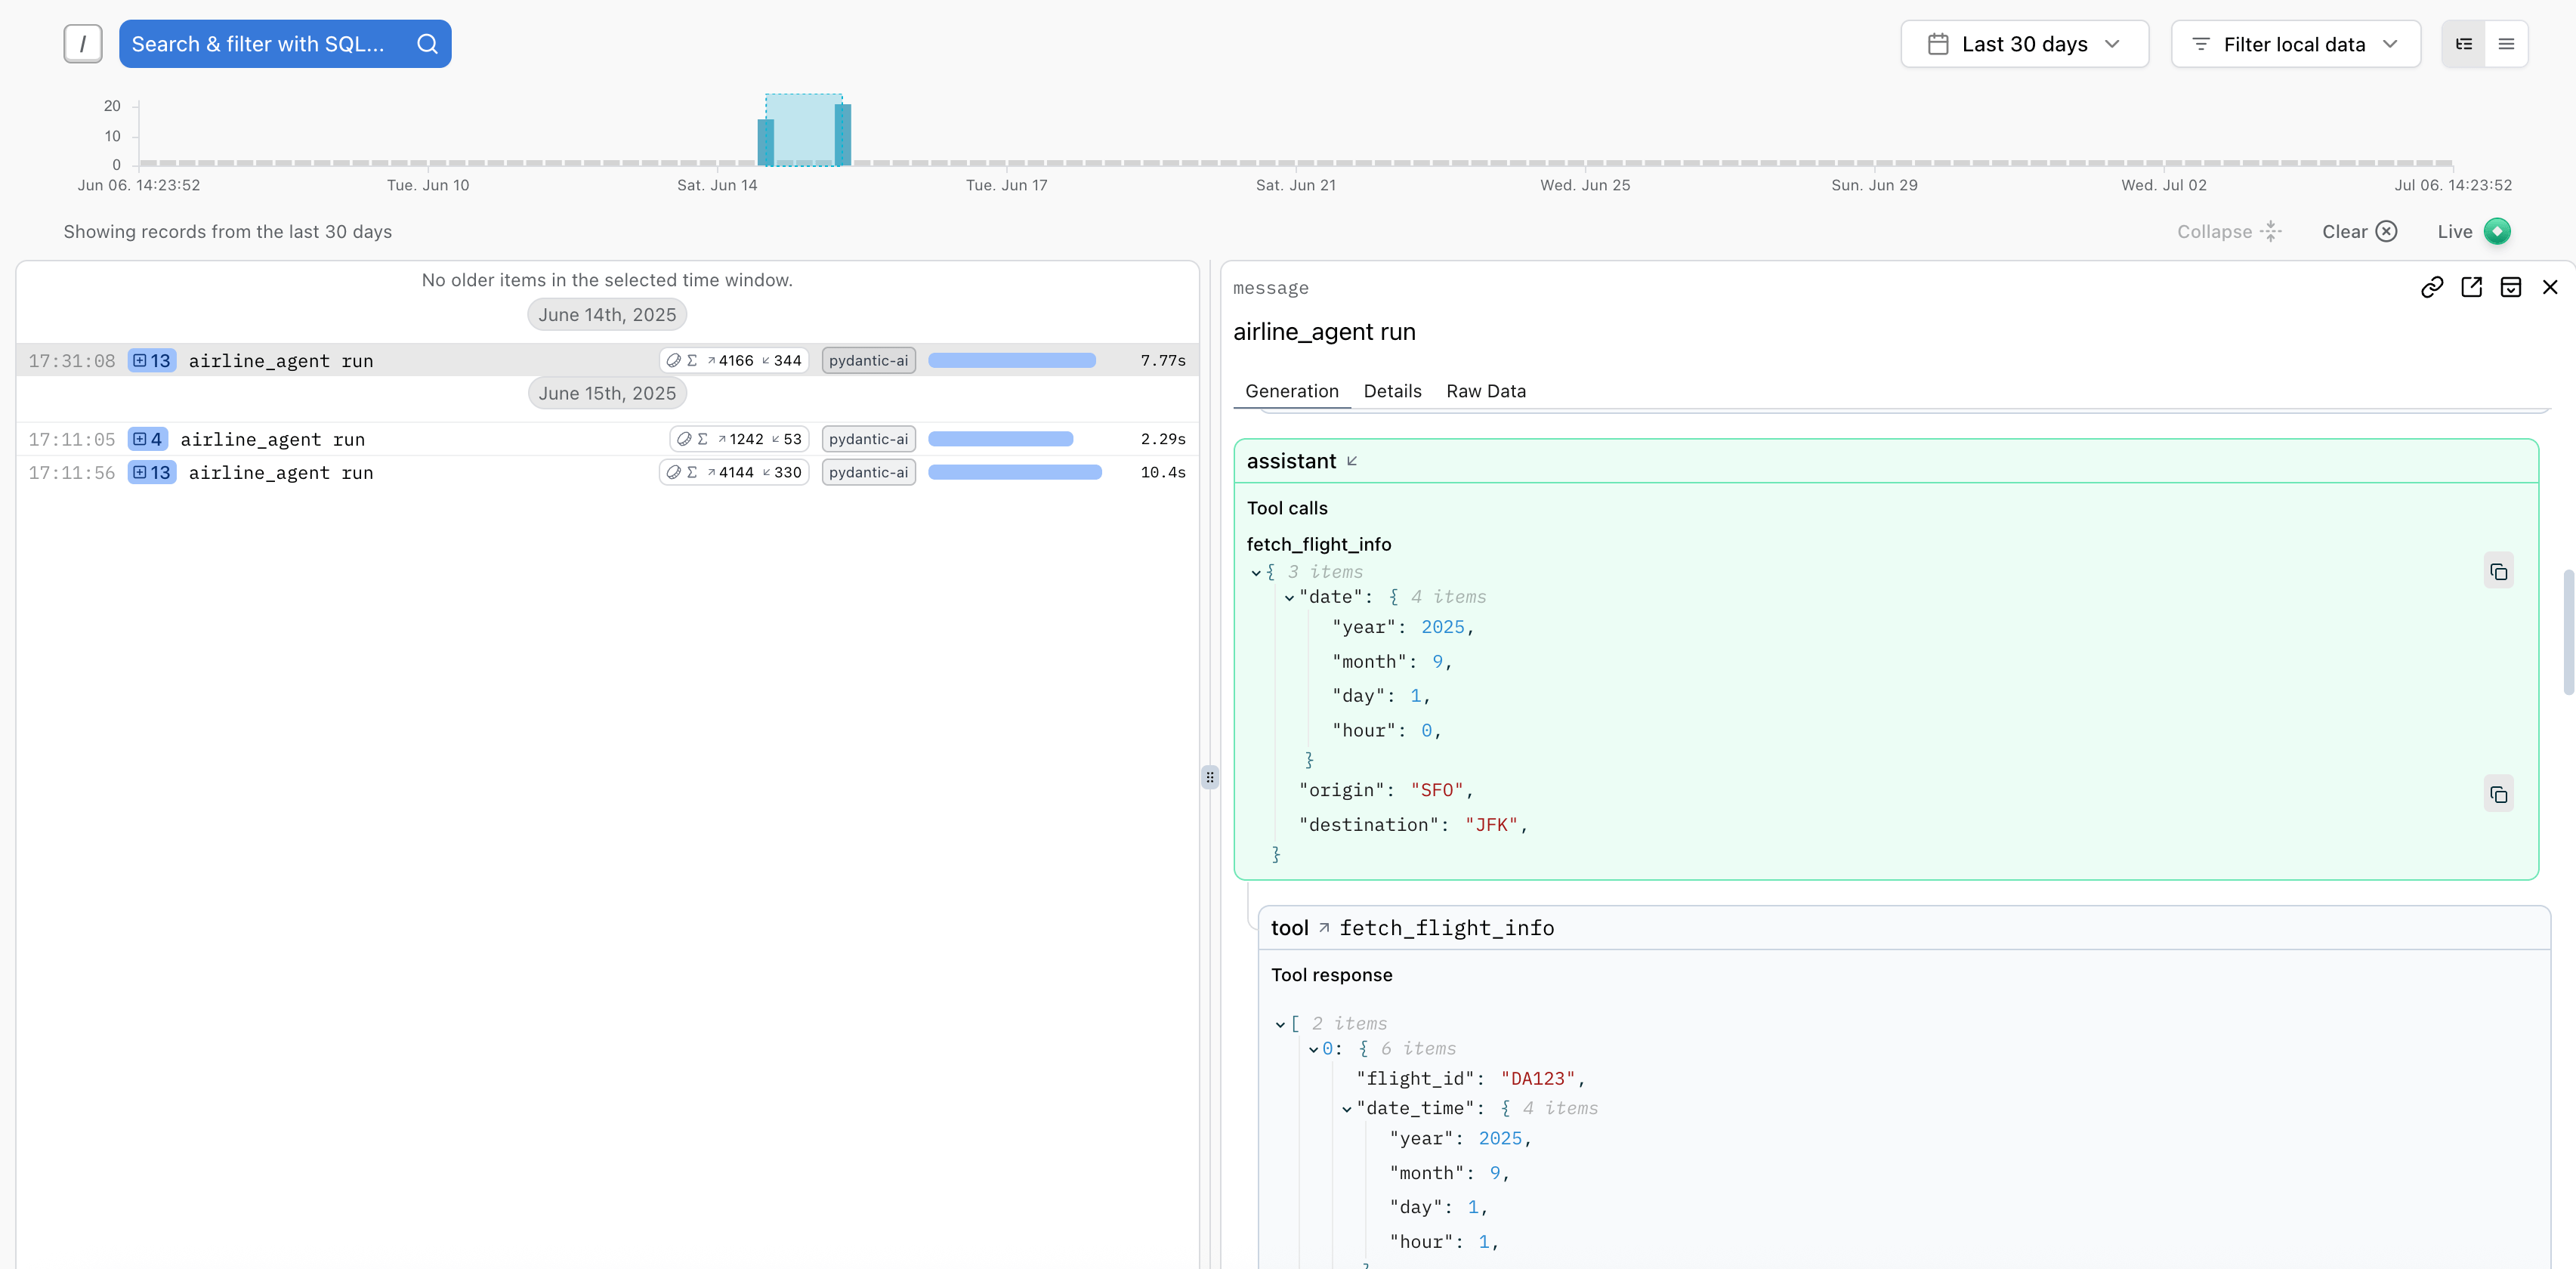 /
Search & filter with SQL...
Last 30 days
Filter local data
20
10
0
Jun 06. 14:23:52
Tue. Jun 10
Sat. Jun 14
Tue. Jun 17
Sat. Jun 21
Wed. Jun 25
Sun. Jun 29
Wed. Jul 02
Jul 06. 14:23:52
Showing records from the last 30 days
Collapse
Clear
Live
No older items in the selected time window.
June 14th, 2025
17:31:08 13 airline_agent run Σ ↗4166 ↙344 pydantic-ai 7.77s
June 15th, 2025
17:11:05 4 airline_agent run Σ ↗1242 ↙53 pydantic-ai 2.29s
17:11:56 13 airline_agent run Σ ↗4144 ↙330 pydantic-ai 10.4s
message
airline_agent run
Generation Details Raw Data
assistant ↙
Tool calls
fetch_flight_info
{ 3 items
"date": { 4 items
"year": 2025,
"month": 9,
"day": 1,
"hour": 0,
}
"origin": "SFO",
"destination": "JFK",
}
tool ↗ fetch_flight_info
Tool response
[ 2 items
0: { 6 items
"flight_id": "DA123",
"date_time": { 4 items
"year": 2025,
"month": 9,
"day": 1,
"hour": 1,
}